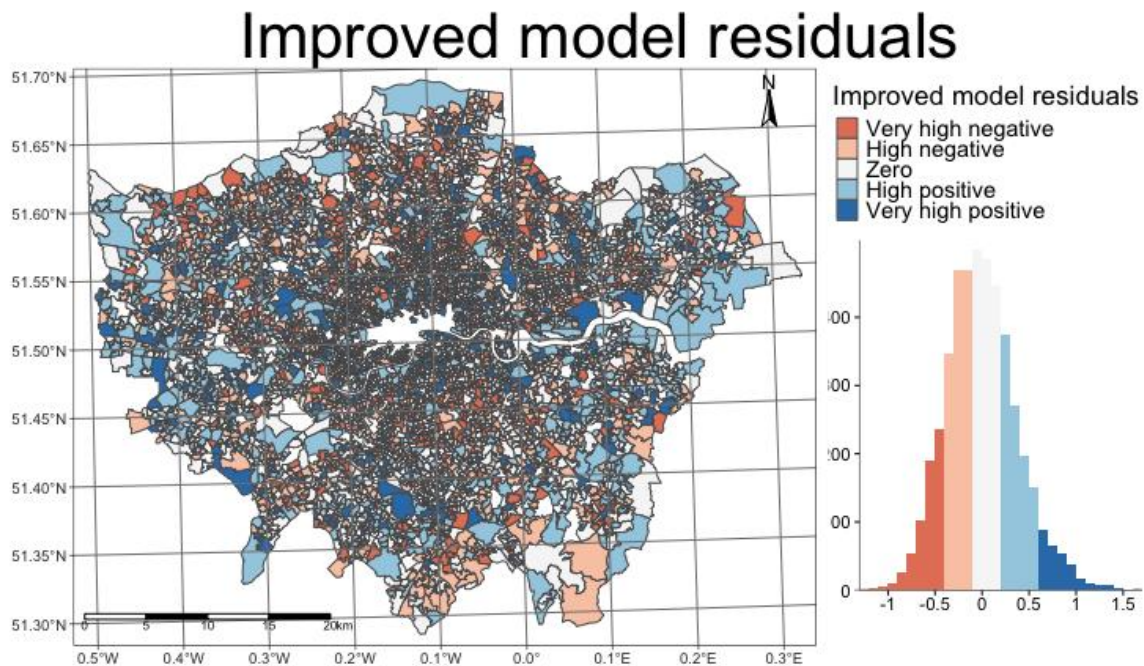 Improved model residuals
51.70°N
51.65°N
51.60°N
51.55°N
51.50°N
51.45°N
51.40°N
51.35°N
51.30°N
N
0 5 10 15 20km
0.5°W 0.4°W 0.3°W 0.2°W 0.1°W 0.0° 0.1°E 0.2°E 0.3°E
Improved model residuals
Very high negative
High negative
Zero
High positive
Very high positive
00
00
200
00
0
-1 -0.5 0 0.5 1 1.5